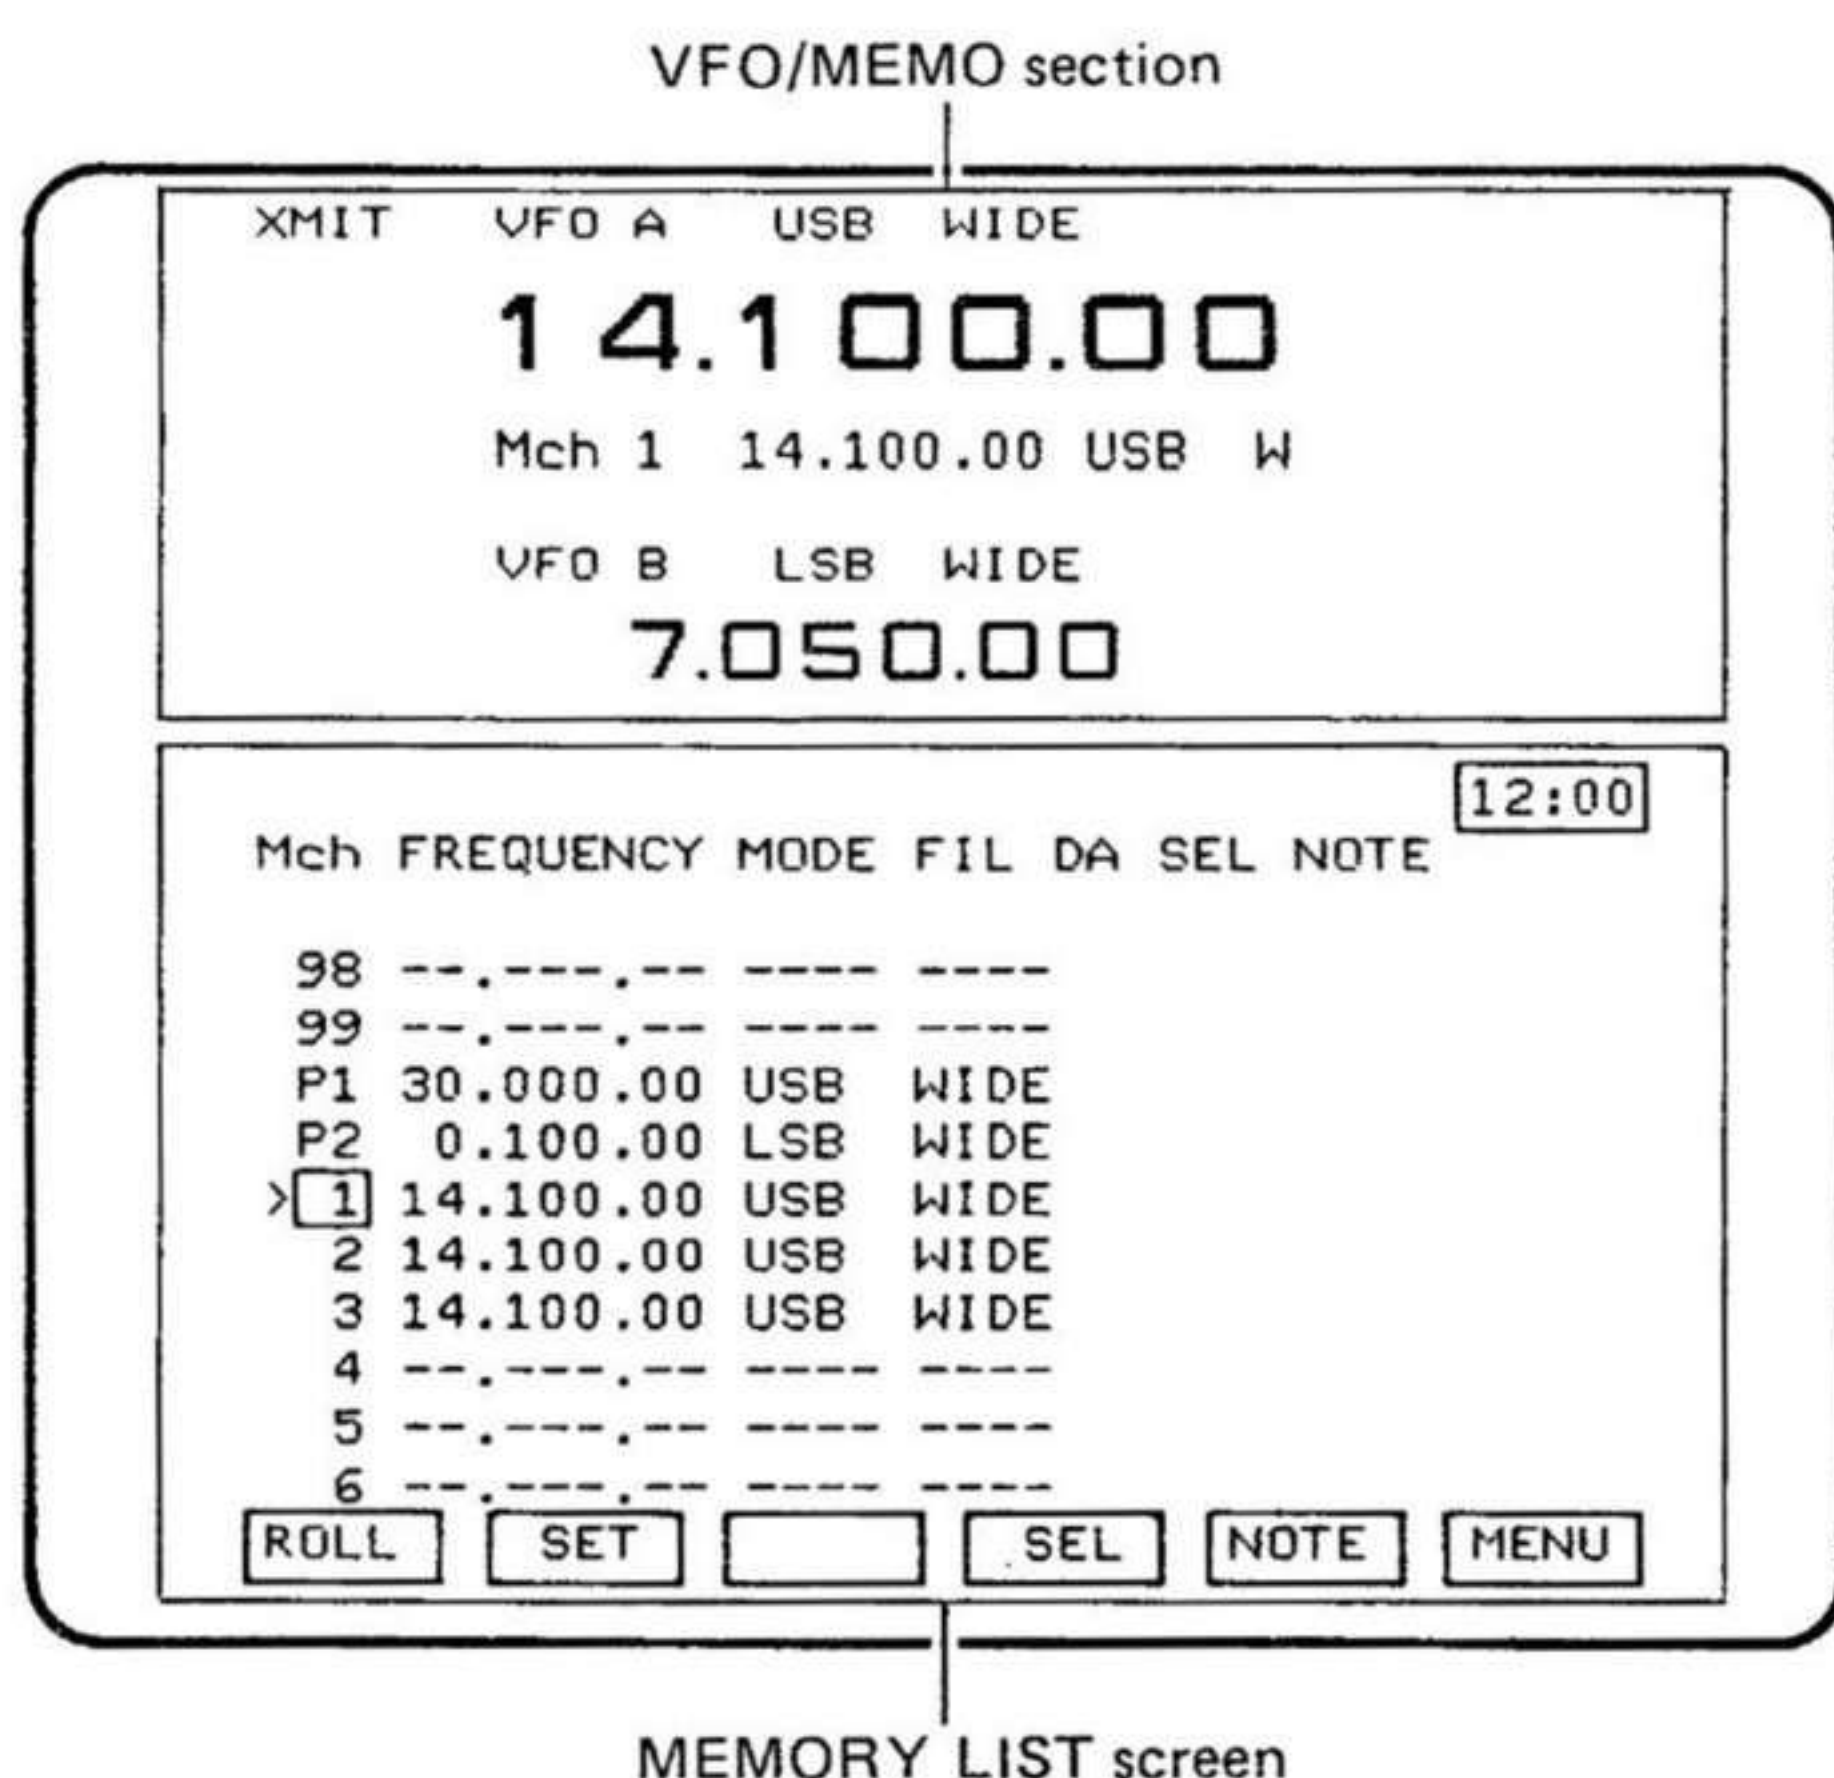 VFO/MEMO section
XMIT VFO A USB WIDE
14.100.00
Mch 1 14.100.00 USB W
VFO B LSB WIDE
7.050.00
12:00
Mch FREQUENCY MODE FIL DA SEL NOTE
98 --.---.-- ---- ----
99 --.---.-- ---- ----
P1 30.000.00 USB WIDE
P2 0.100.00 LSB WIDE
>1 14.100.00 USB WIDE
2 14.100.00 USB WIDE
3 14.100.00 USB WIDE
4 --.---.-- ---- ----
5 --.---.-- ---- ----
6 --.---.-- ---- ----
ROLL SET SEL NOTE MENU
MEMORY LIST screen